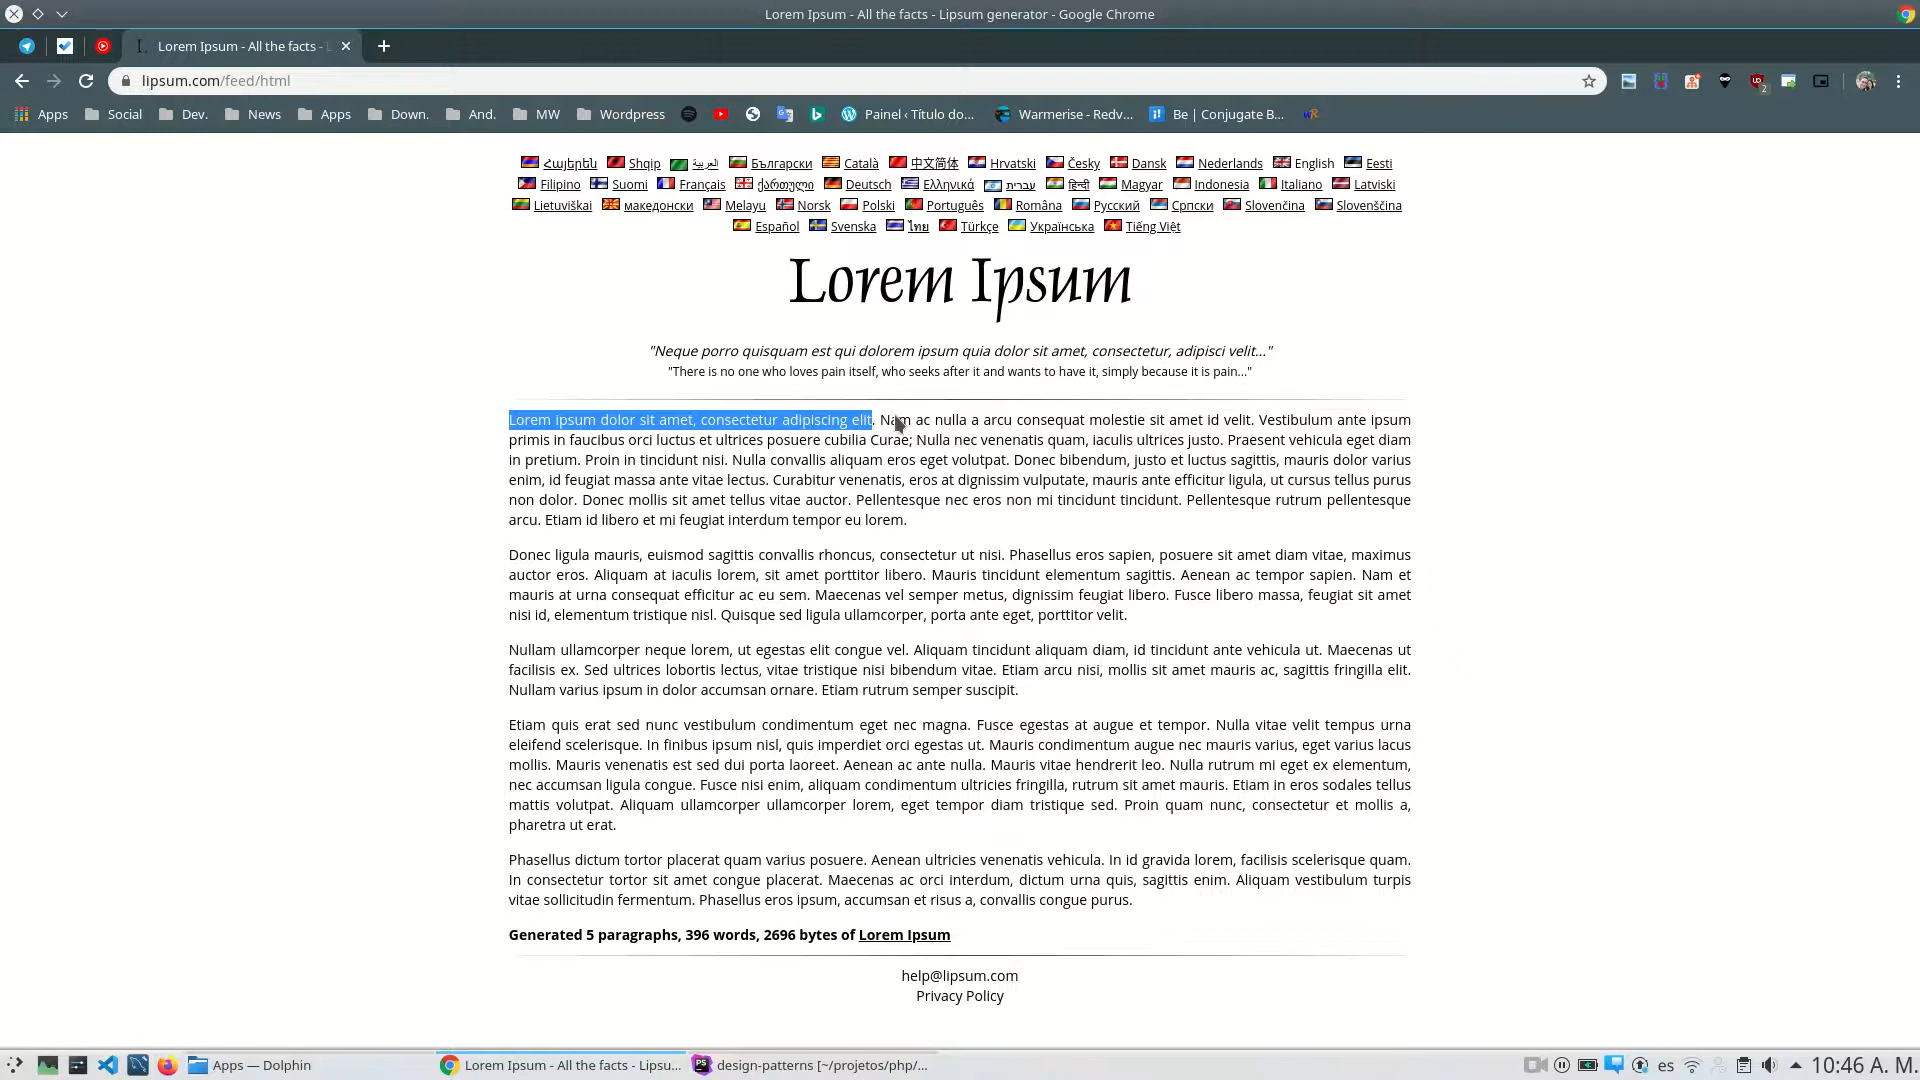 Lorem Ipsum - All the facts - Lipsum generator - Google Chrome
Lorem Ipsum - All the facts - L
lipsum.com/feed/html
Apps Social Dev. News Apps Down. And. MW Wordpress Painel ‹ Título do... Warmerise - Redv... Be | Conjugate B...
Հայերեն Shqip العربية Български Català 中文简体 Hrvatski Česky Dansk Nederlands English Eesti
Filipino Suomi Français ქართული Deutsch Ελληνικά עברית हिन्दी Magyar Indonesia Italiano Latviski
Lietuviškai македонски Melayu Norsk Polski Português Româna Русский Српски Slovenčina Slovenščina
Español Svenska ไทย Türkçe Українська Tiếng Việt
Lorem Ipsum
"Neque porro quisquam est qui dolorem ipsum quia dolor sit amet, consectetur, adipisci velit..."
"There is no one who loves pain itself, who seeks after it and wants to have it, simply because it is pain..."
Lorem ipsum dolor sit amet, consectetur adipiscing elit. Nam ac nulla a arcu consequat molestie sit amet id velit. Vestibulum ante ipsum
primis in faucibus orci luctus et ultrices posuere cubilia Curae; Nulla nec venenatis quam, iaculis ultrices justo. Praesent vehicula eget diam
in pretium. Proin in tincidunt nisi. Nulla convallis aliquam eros eget volutpat. Donec bibendum, justo et luctus sagittis, mauris dolor varius
enim, id feugiat massa ante vitae lectus. Curabitur venenatis, eros at dignissim vulputate, mauris ante efficitur ligula, ut cursus tellus purus
non dolor. Donec mollis sit amet tellus vitae auctor. Pellentesque nec eros non mi tincidunt tincidunt. Pellentesque rutrum pellentesque
arcu. Etiam id libero et mi feugiat interdum tempor eu lorem.
Donec ligula mauris, euismod sagittis convallis rhoncus, consectetur ut nisi. Phasellus eros sapien, posuere sit amet diam vitae, maximus
auctor eros. Aliquam at iaculis lorem, sit amet porttitor libero. Mauris tincidunt elementum sagittis. Aenean ac tempor sapien. Nam et
mauris at urna consequat efficitur ac eu sem. Maecenas vel semper metus, dignissim feugiat libero. Fusce libero massa, feugiat sit amet
nisi id, elementum tristique nisl. Quisque sed ligula ullamcorper, porta ante eget, porttitor velit.
Nullam ullamcorper neque lorem, ut egestas elit congue vel. Aliquam tincidunt aliquam diam, id tincidunt ante vehicula ut. Maecenas ut
facilisis ex. Sed ultrices lobortis lectus, vitae tristique nisi bibendum vitae. Etiam arcu nisi, mollis sit amet mauris ac, sagittis fringilla elit.
Nullam varius ipsum in dolor accumsan ornare. Etiam rutrum semper suscipit.
Etiam quis erat sed nunc vestibulum condimentum eget nec magna. Fusce egestas at augue et tempor. Nulla vitae velit tempus urna
eleifend scelerisque. In finibus ipsum nisl, quis imperdiet orci egestas ut. Mauris condimentum augue nec mauris varius, eget varius lacus
mollis. Mauris venenatis est sed dui porta laoreet. Aenean ac ante nulla. Mauris vitae hendrerit leo. Nulla rutrum mi eget ex elementum,
nec accumsan ligula congue. Fusce nisi enim, aliquam condimentum ultricies fringilla, rutrum sit amet mauris. Etiam in eros sodales tellus
mattis volutpat. Aliquam ullamcorper ullamcorper lorem, eget tempor diam tristique sed. Proin quam nunc, consectetur et mollis a,
pharetra ut erat.
Phasellus dictum tortor placerat quam varius posuere. Aenean ultricies venenatis vehicula. In id gravida lorem, facilisis scelerisque quam.
In consectetur tortor sit amet congue placerat. Maecenas ac orci interdum, dictum urna quis, sagittis enim. Aliquam vestibulum turpis
vitae sollicitudin fermentum. Phasellus eros ipsum, accumsan et risus a, convallis congue purus.
Generated 5 paragraphs, 396 words, 2696 bytes of Lorem Ipsum
help@lipsum.com
Privacy Policy
Apps — Dolphin Lorem Ipsum - All the facts - Lipsu... design-patterns [~/projetos/php/... es 10:46 A. M.